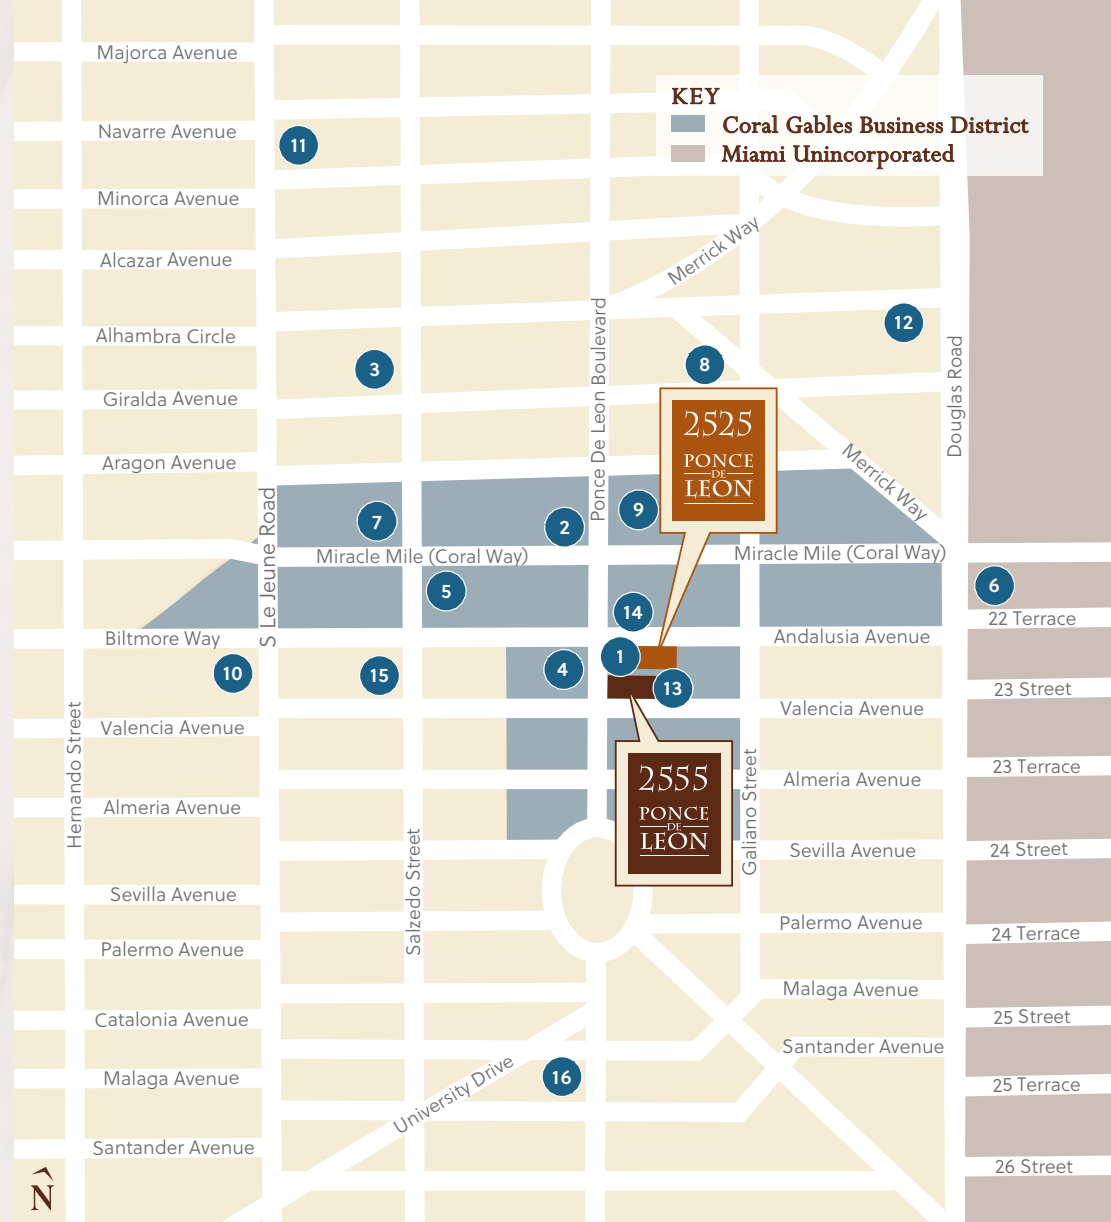 KEY
Coral Gables Business District
Miami Unincorporated
Majorca Avenue
Navarre Avenue
11
Minorca Avenue
Merrick Way
Alcazar Avenue
12
Alhambra Circle
Ponce De Leon Boulevard
Douglas Road
3
8
Giralda Avenue
2525
PONCE
DE
LEON
Aragon Avenue
Merrick Way
S Le Jeune Road
7
2
9
Miracle Mile (Coral Way)
Miracle Mile (Coral Way)
5
14
6
22 Terrace
Biltmore Way
Andalusia Avenue
10
15
4
1
13
23 Street
Hernando Street
Valencia Avenue
Valencia Avenue
2555
PONCE
DE
LEON
Galiano Street
23 Terrace
Almeria Avenue
Almeria Avenue
Salzedo Street
Sevilla Avenue
24 Street
Sevilla Avenue
Palermo Avenue
24 Terrace
Palermo Avenue
Malaga Avenue
Catalonia Avenue
25 Street
Santander Avenue
Malaga Avenue
University Drive
16
25 Terrace
Santander Avenue
26 Street
N